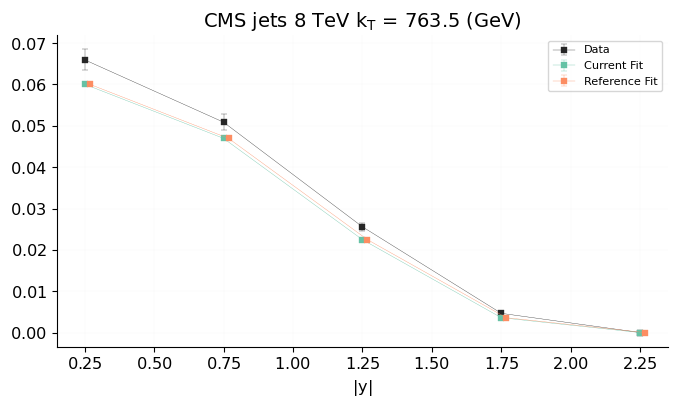 CMS jets 8 TeV k_T = 763.5 (GeV)
Data
Current Fit
Reference Fit
0.07
0.06
0.05
0.04
0.03
0.02
0.01
0.00
0.25 0.50 0.75 1.00 1.25 1.50 1.75 2.00 2.25
|y|